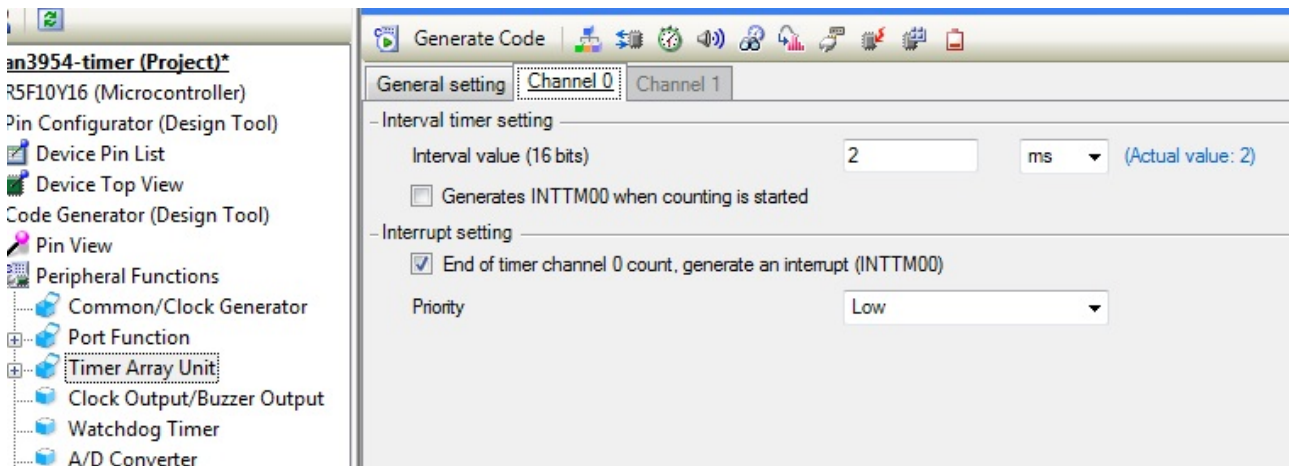 an3954-timer (Project)*
R5F10Y16 (Microcontroller)
Pin Configurator (Design Tool)
Device Pin List
Device Top View
Code Generator (Design Tool)
Pin View
Peripheral Functions
Common/Clock Generator
Port Function
Timer Array Unit
Clock Output/Buzzer Output
Watchdog Timer
A/D Converter
Generate Code
General setting Channel 0 Channel 1
Interval timer setting
Interval value (16 bits) 2 ms (Actual value: 2)
Generates INTTM00 when counting is started
Interrupt setting
End of timer channel 0 count, generate an interrupt (INTTM00)
Priority Low